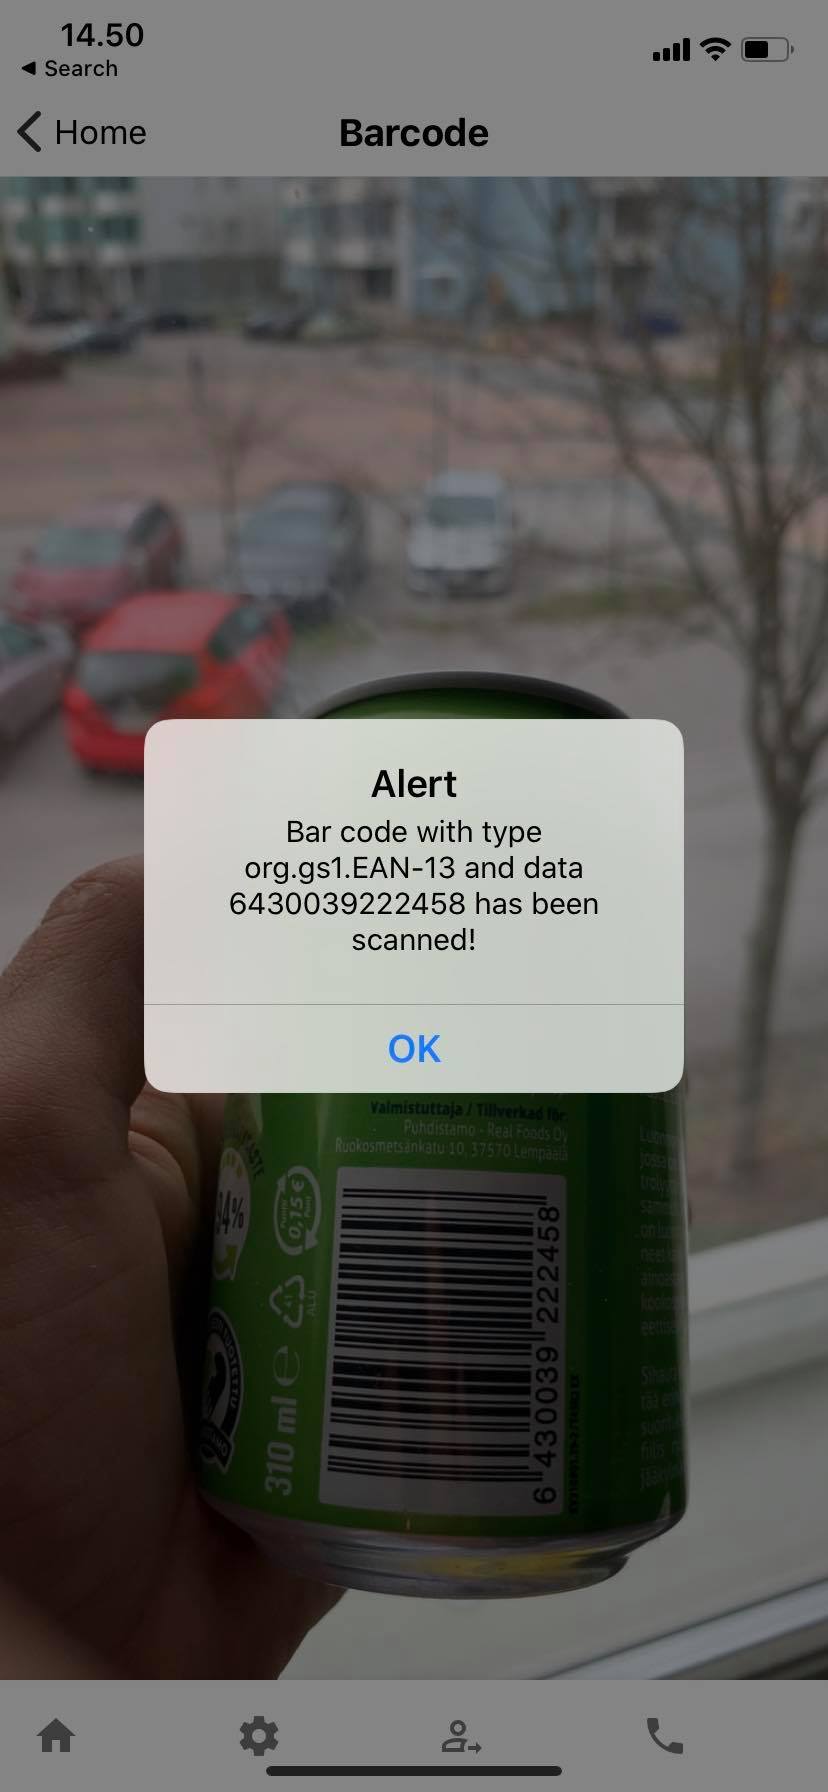 14.50
Search
Home
Barcode
Alert
Bar code with type
org.gs1.EAN-13 and data
6430039222458 has been
scanned!
OK
Valmistuttaja / Tillverkad för:
Puhdistamo - Real Foods Oy
Ruokosmetsänkatu 10, 37570 Lempäälä
94%
0,15 €
41
ALU
310 ml e
6 430039 222458